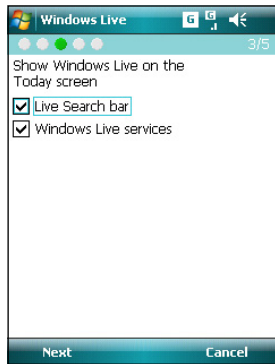 Windows Live
G G
3/5
Show Windows Live on the
Today screen
Live Search bar
Windows Live services
Next Cancel